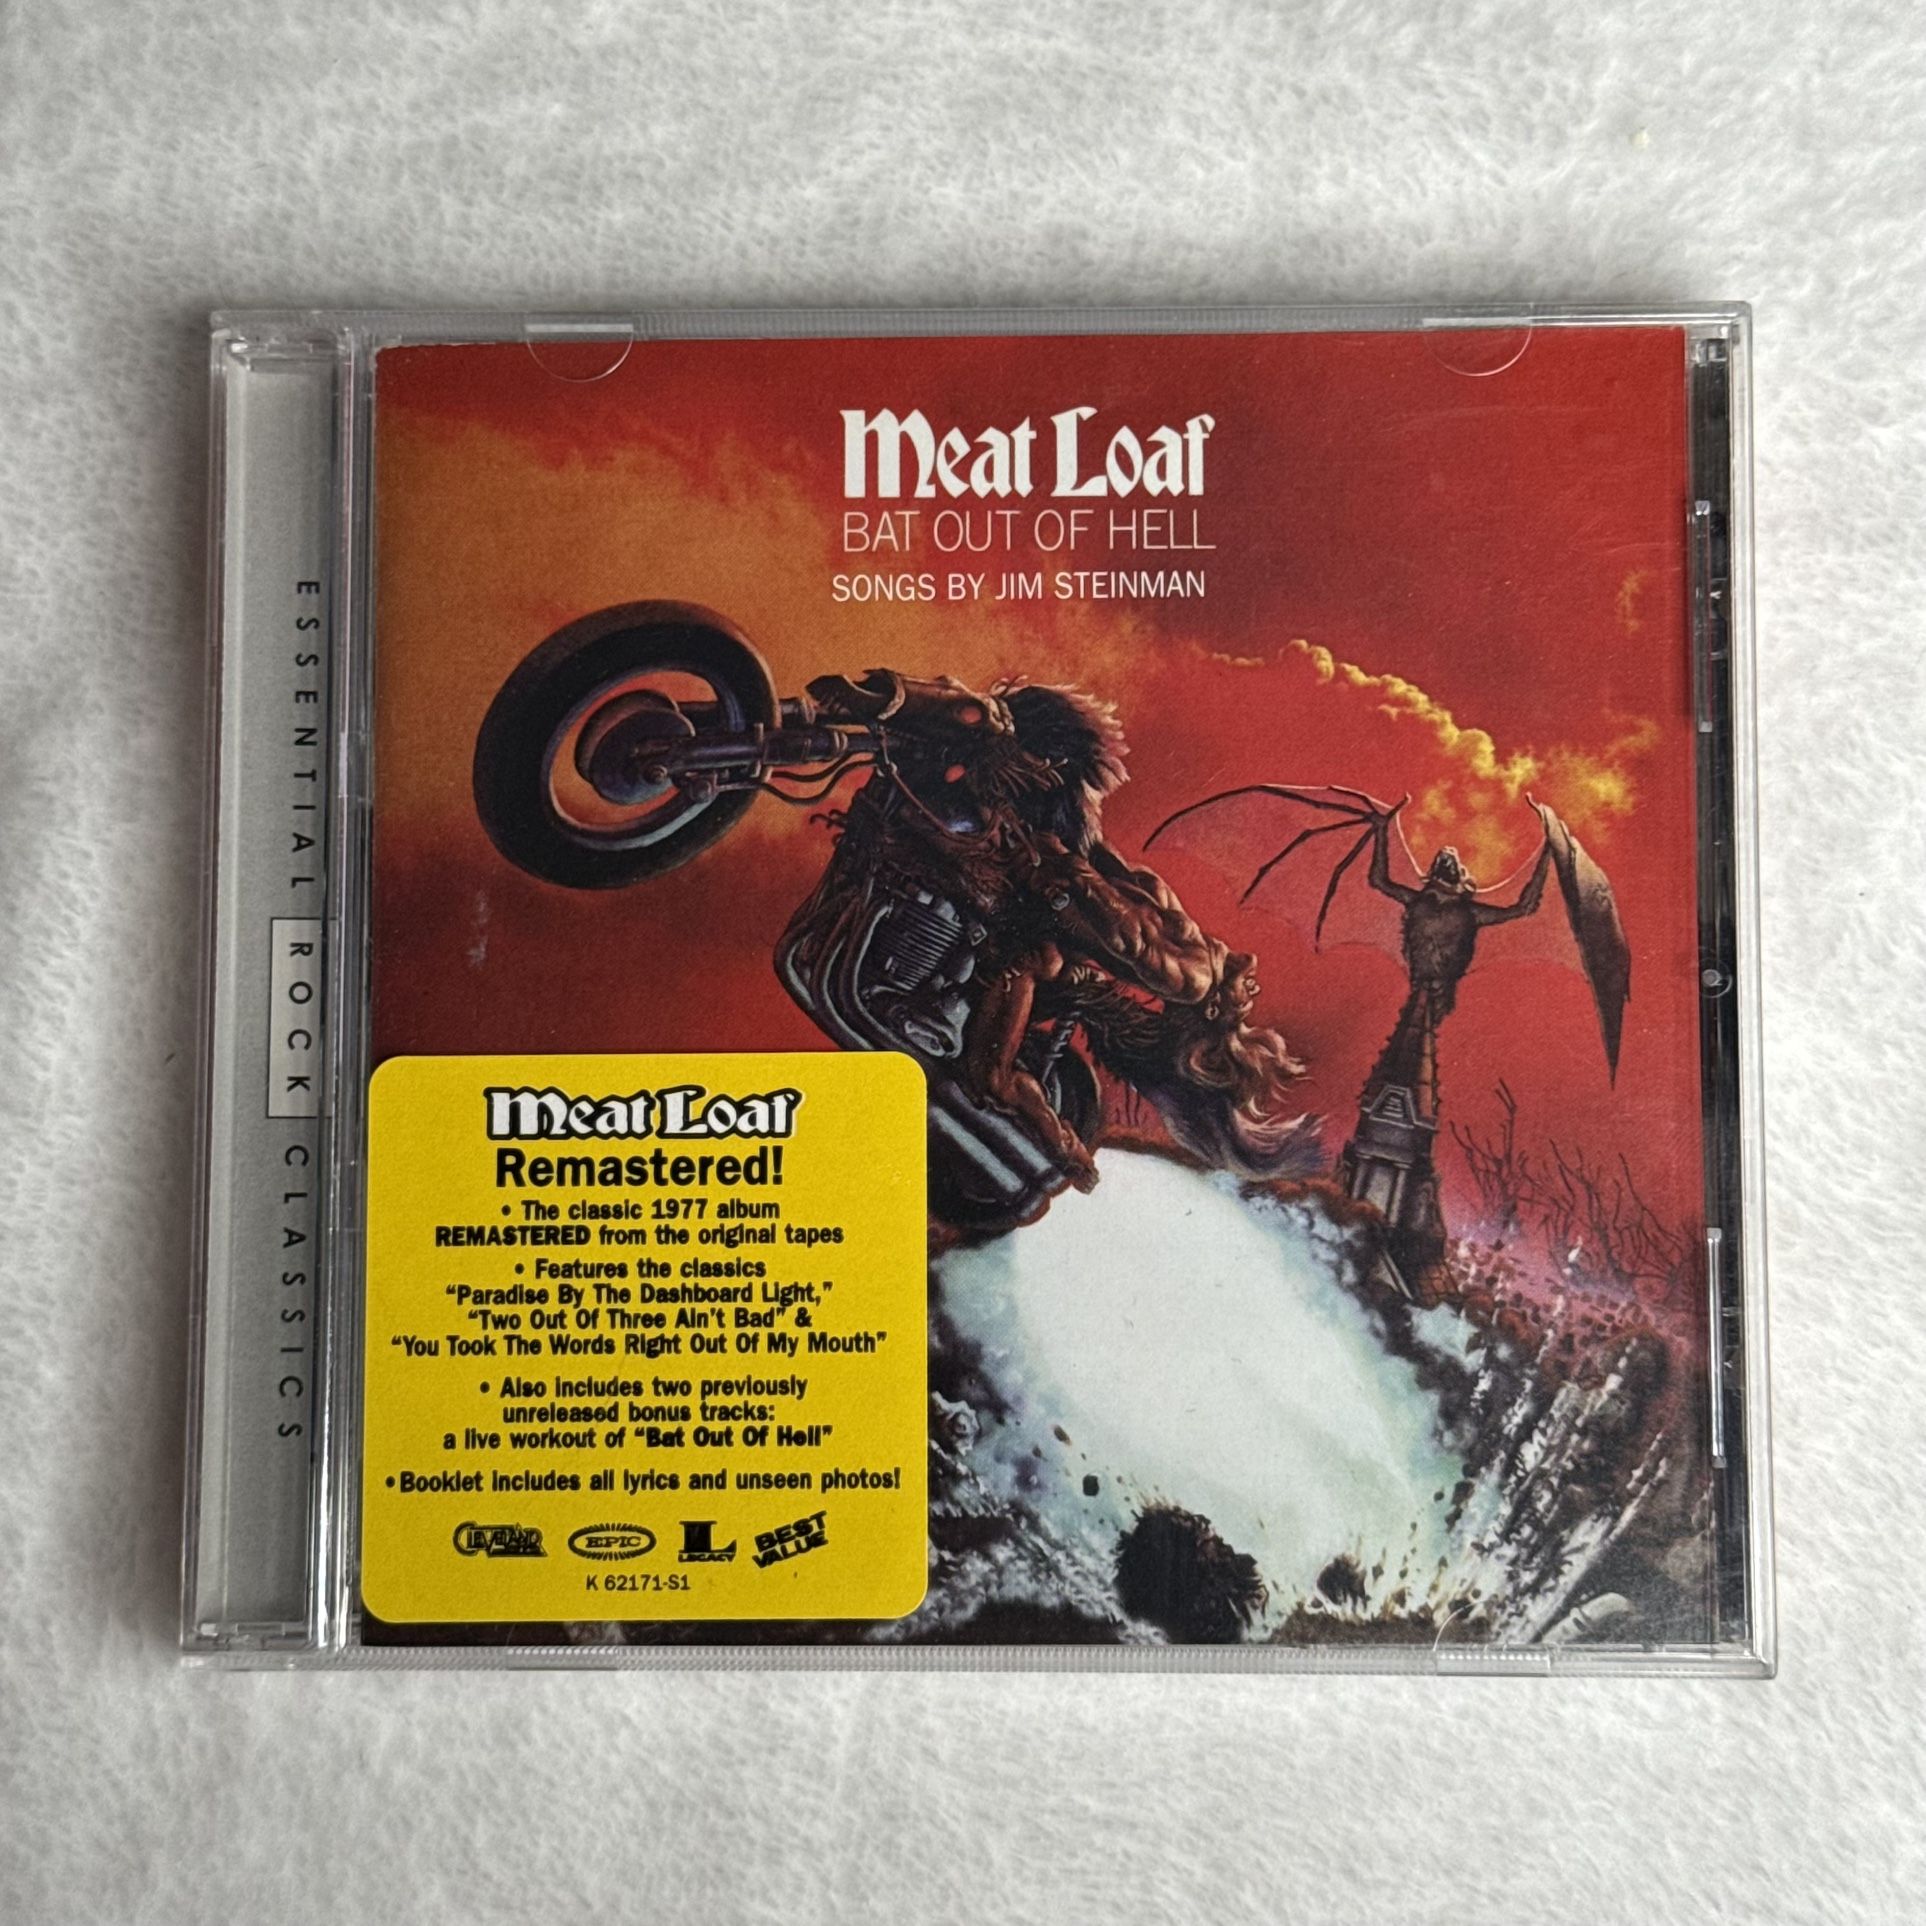 Meat Loaf
BAT OUT OF HELL
SONGS BY JIM STEINMAN
ESSENTIAL ROCK CLASSICS
Meat Loaf
Remastered!
• The classic 1977 album
REMASTERED from the original tapes
• Features the classics
“Paradise By The Dashboard Light,”
“Two Out Of Three Ain't Bad” &
“You Took The Words Right Out Of My Mouth”
• Also includes two previously
unreleased bonus tracks:
a live workout of “Bat Out Of Hell”
• Booklet includes all lyrics and unseen photos!
CLEVELAND EPIC L LEGACY BEST VALUE
K 62171-S1